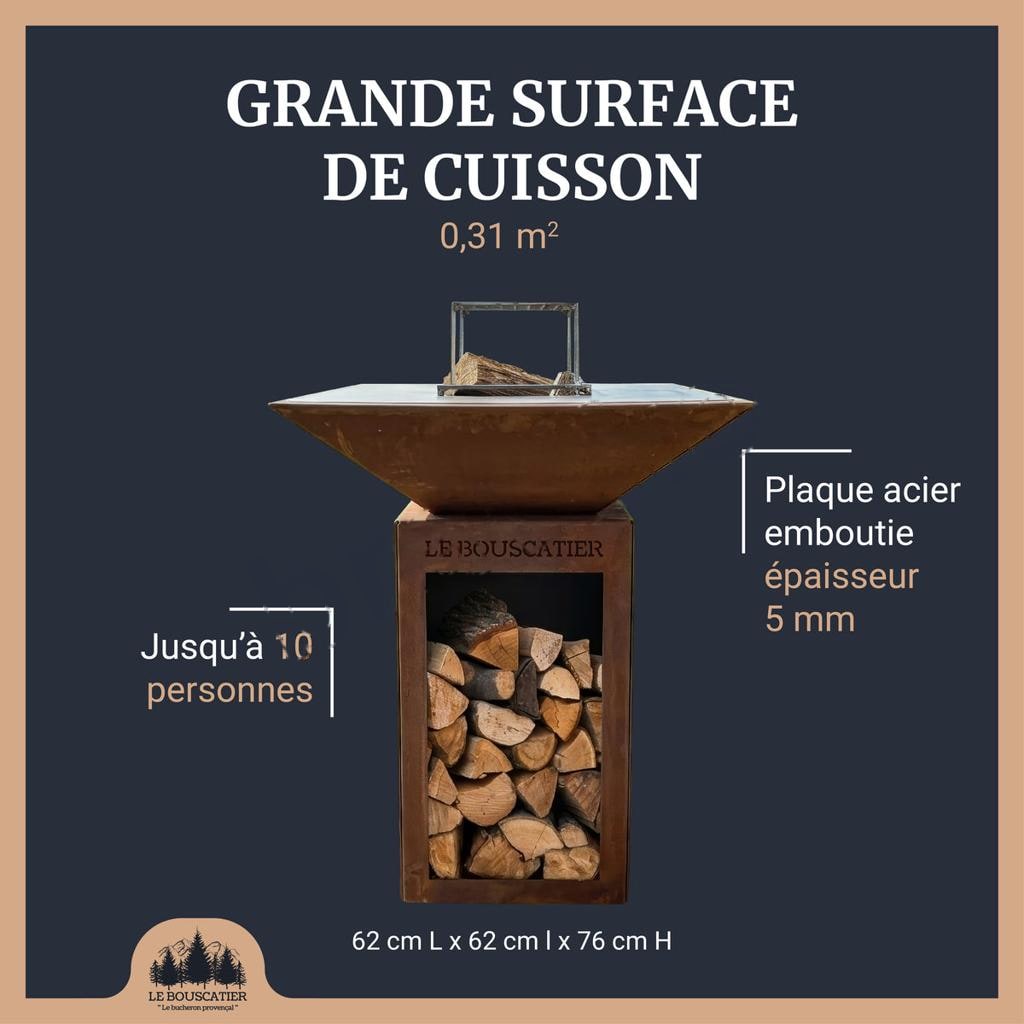 GRANDE SURFACE
DE CUISSON
0,31 m²
LE BOUSCATIER
Plaque acier
emboutie
épaisseur
5 mm
Jusqu'à 10
personnes
62 cm L x 62 cm l x 76 cm H
LE BOUSCATIER
" Le bucheron provençal "